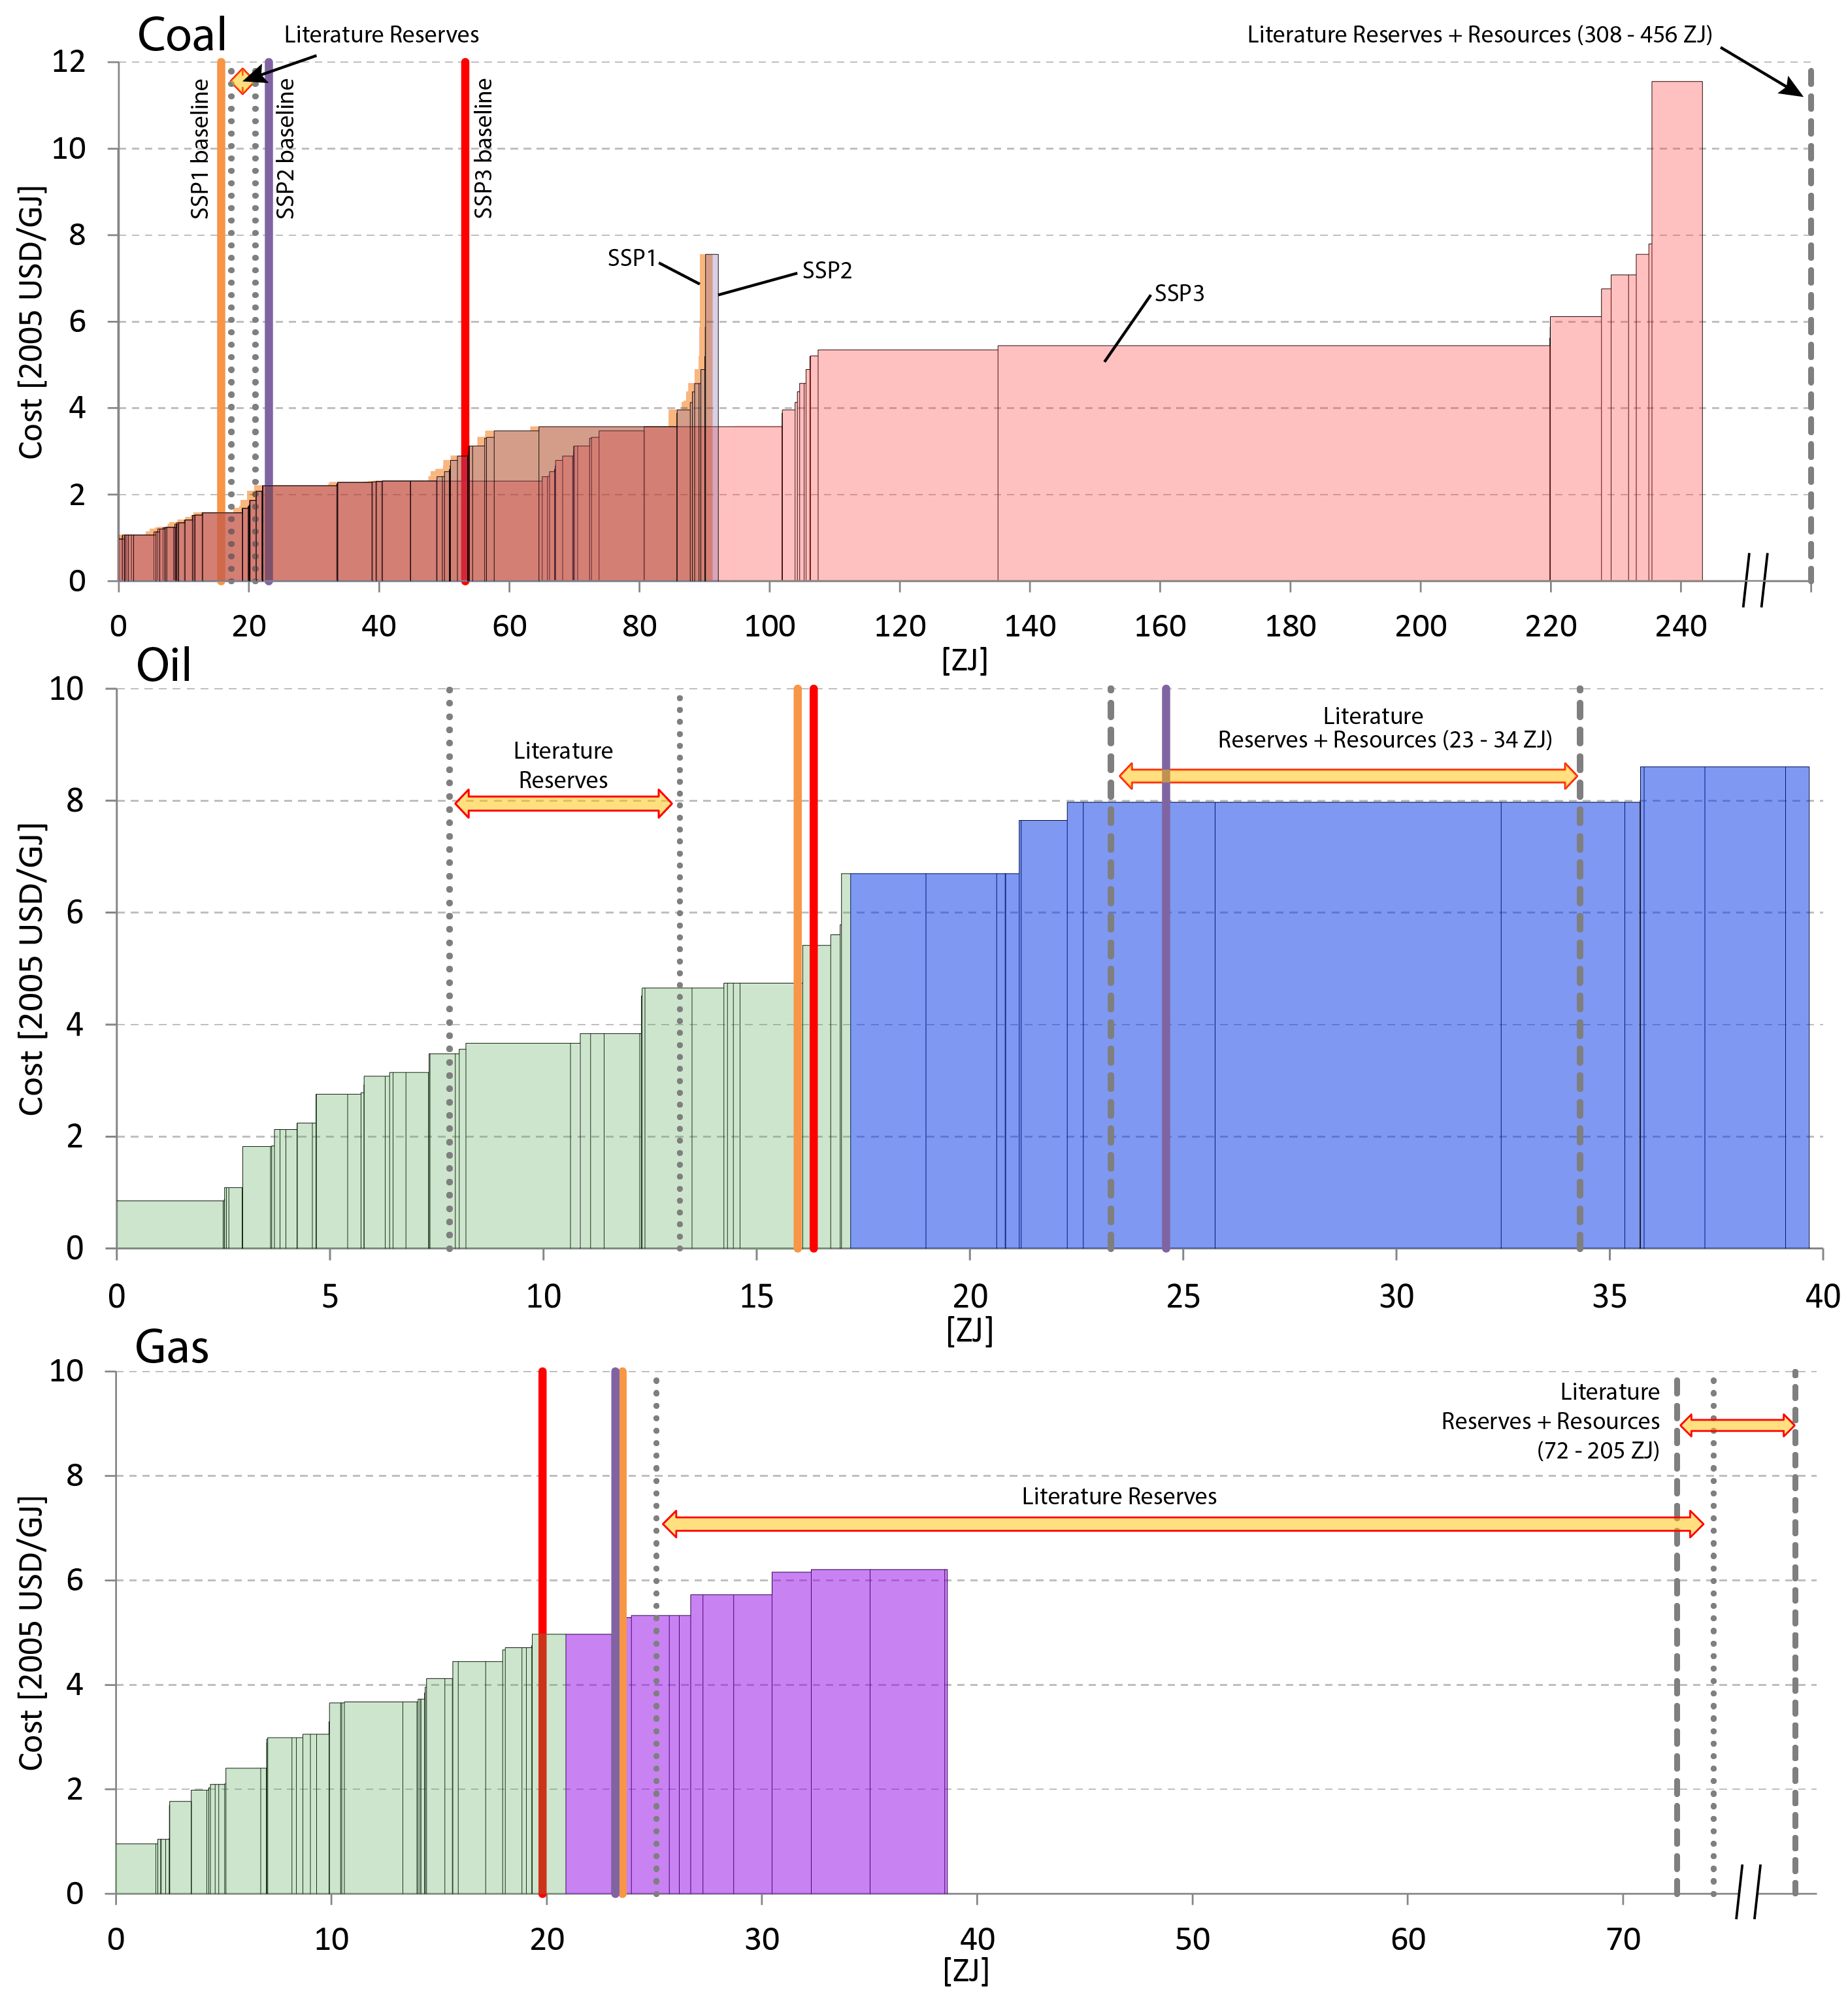 Coal
Literature Reserves
Literature Reserves + Resources (308 - 456 ZJ)
Cost [2005 USD/GJ]
12
10
8
6
4
2
0
SSP1 baseline
SSP2 baseline
SSP3 baseline
SSP1
SSP2
SSP3
0 20 40 60 80 100 120 140 160 180 200 220 240
[ZJ]
Oil
Cost [2005 USD/GJ]
10
8
6
4
2
0
Literature
Reserves
Literature
Reserves + Resources (23 - 34 ZJ)
0 5 10 15 20 25 30 35 40
[ZJ]
Gas
Cost [2005 USD/GJ]
10
8
6
4
2
0
Literature
Reserves + Resources
(72 - 205 ZJ)
Literature Reserves
0 10 20 30 40 50 60 70
[ZJ]